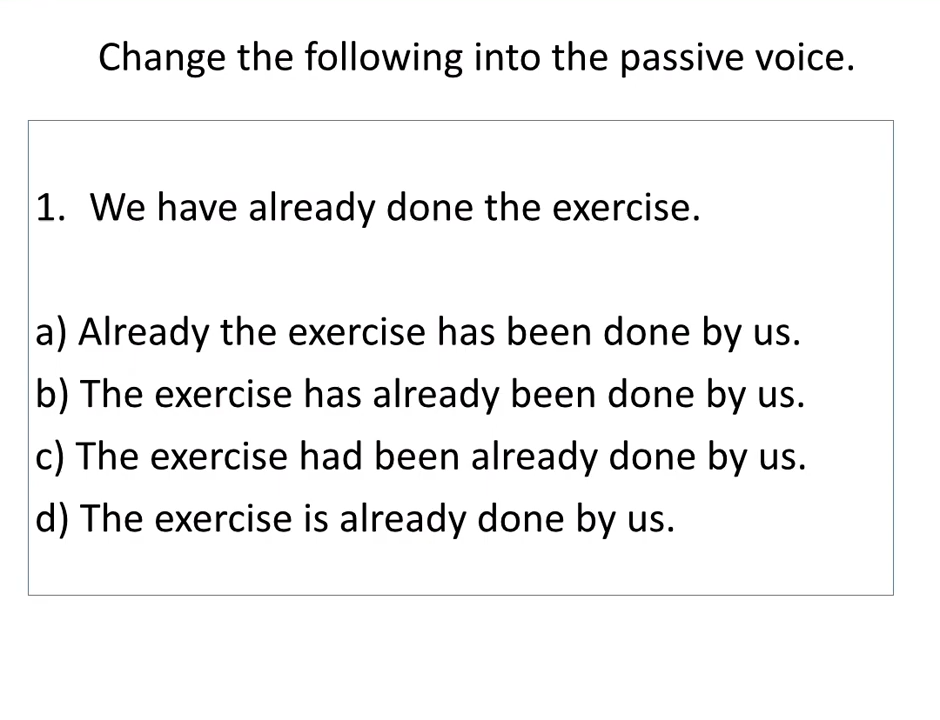 Change the following into the passive voice.
1. We have already done the exercise.
a) Already the exercise has been done by us.
b) The exercise has already been done by us.
c) The exercise had been already done by us.
d) The exercise is already done by us.